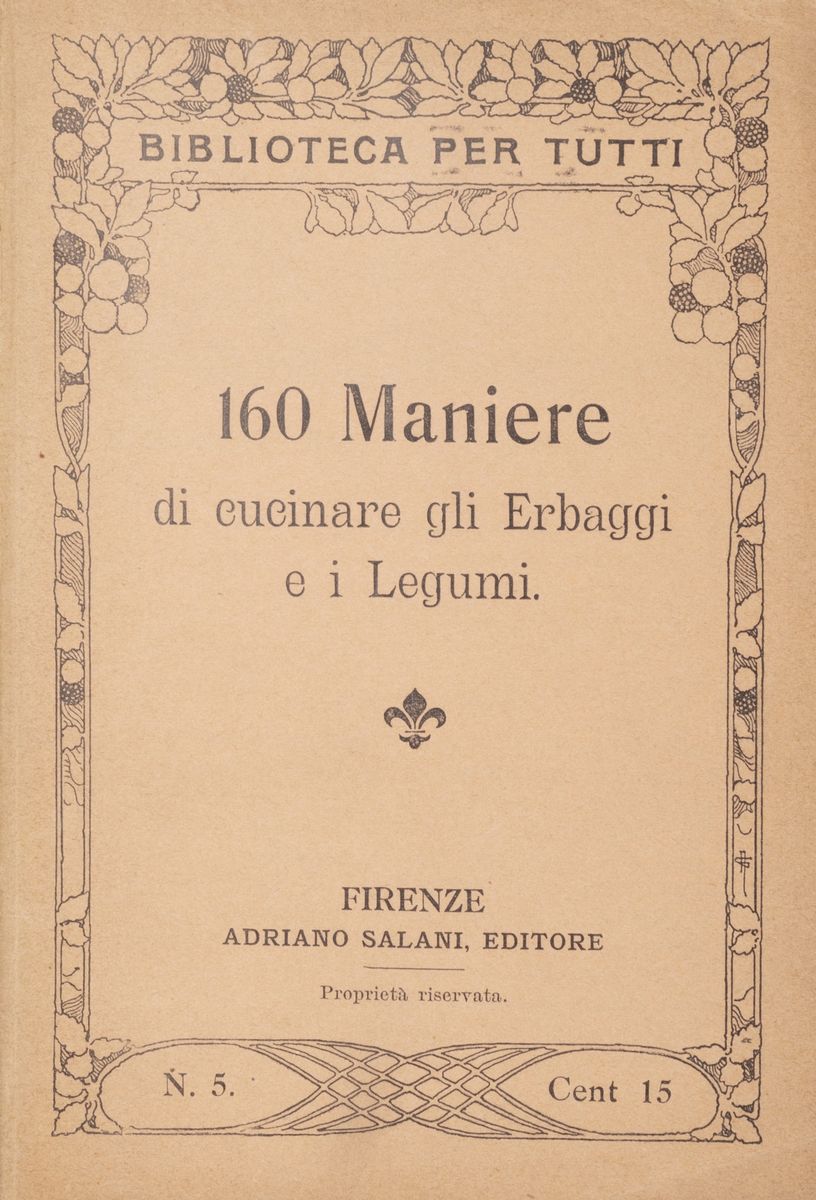 BIBLIOTECA PER TUTTI
160 Maniere
di cucinare gli Erbaggi
e i Legumi.
FIRENZE
ADRIANO SALANI, EDITORE
Proprietà riservata.
N. 5.
Cent 15